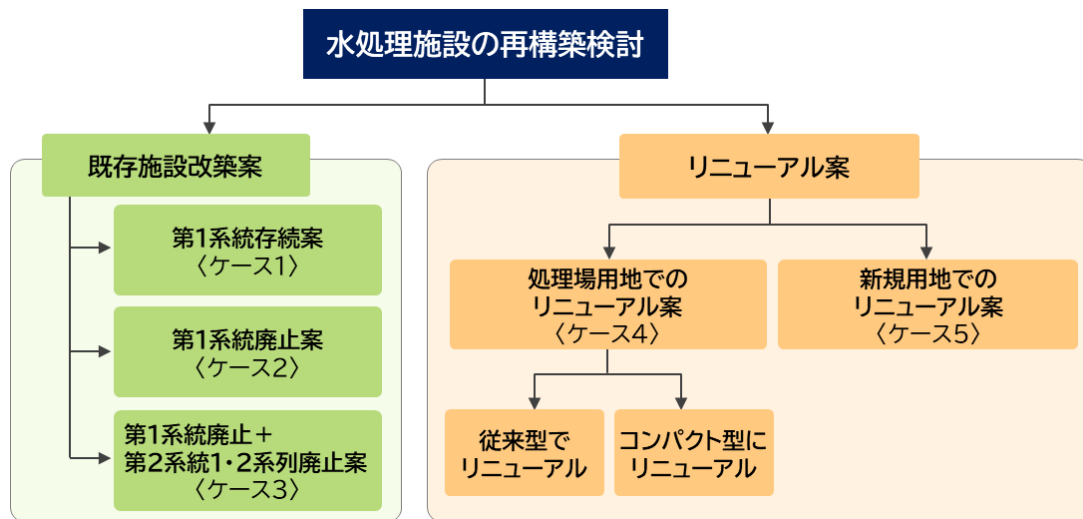 水処理施設の再構築検討
既存施設改築案
第1系統存続案
〈ケース1〉
第1系統廃止案
〈ケース2〉
第1系統廃止＋
第2系統1・2系列廃止案
〈ケース3〉
リニューアル案
処理場用地での
リニューアル案
〈ケース4〉
新規用地での
リニューアル案
〈ケース5〉
従来型で
リニューアル
コンパクト型に
リニューアル